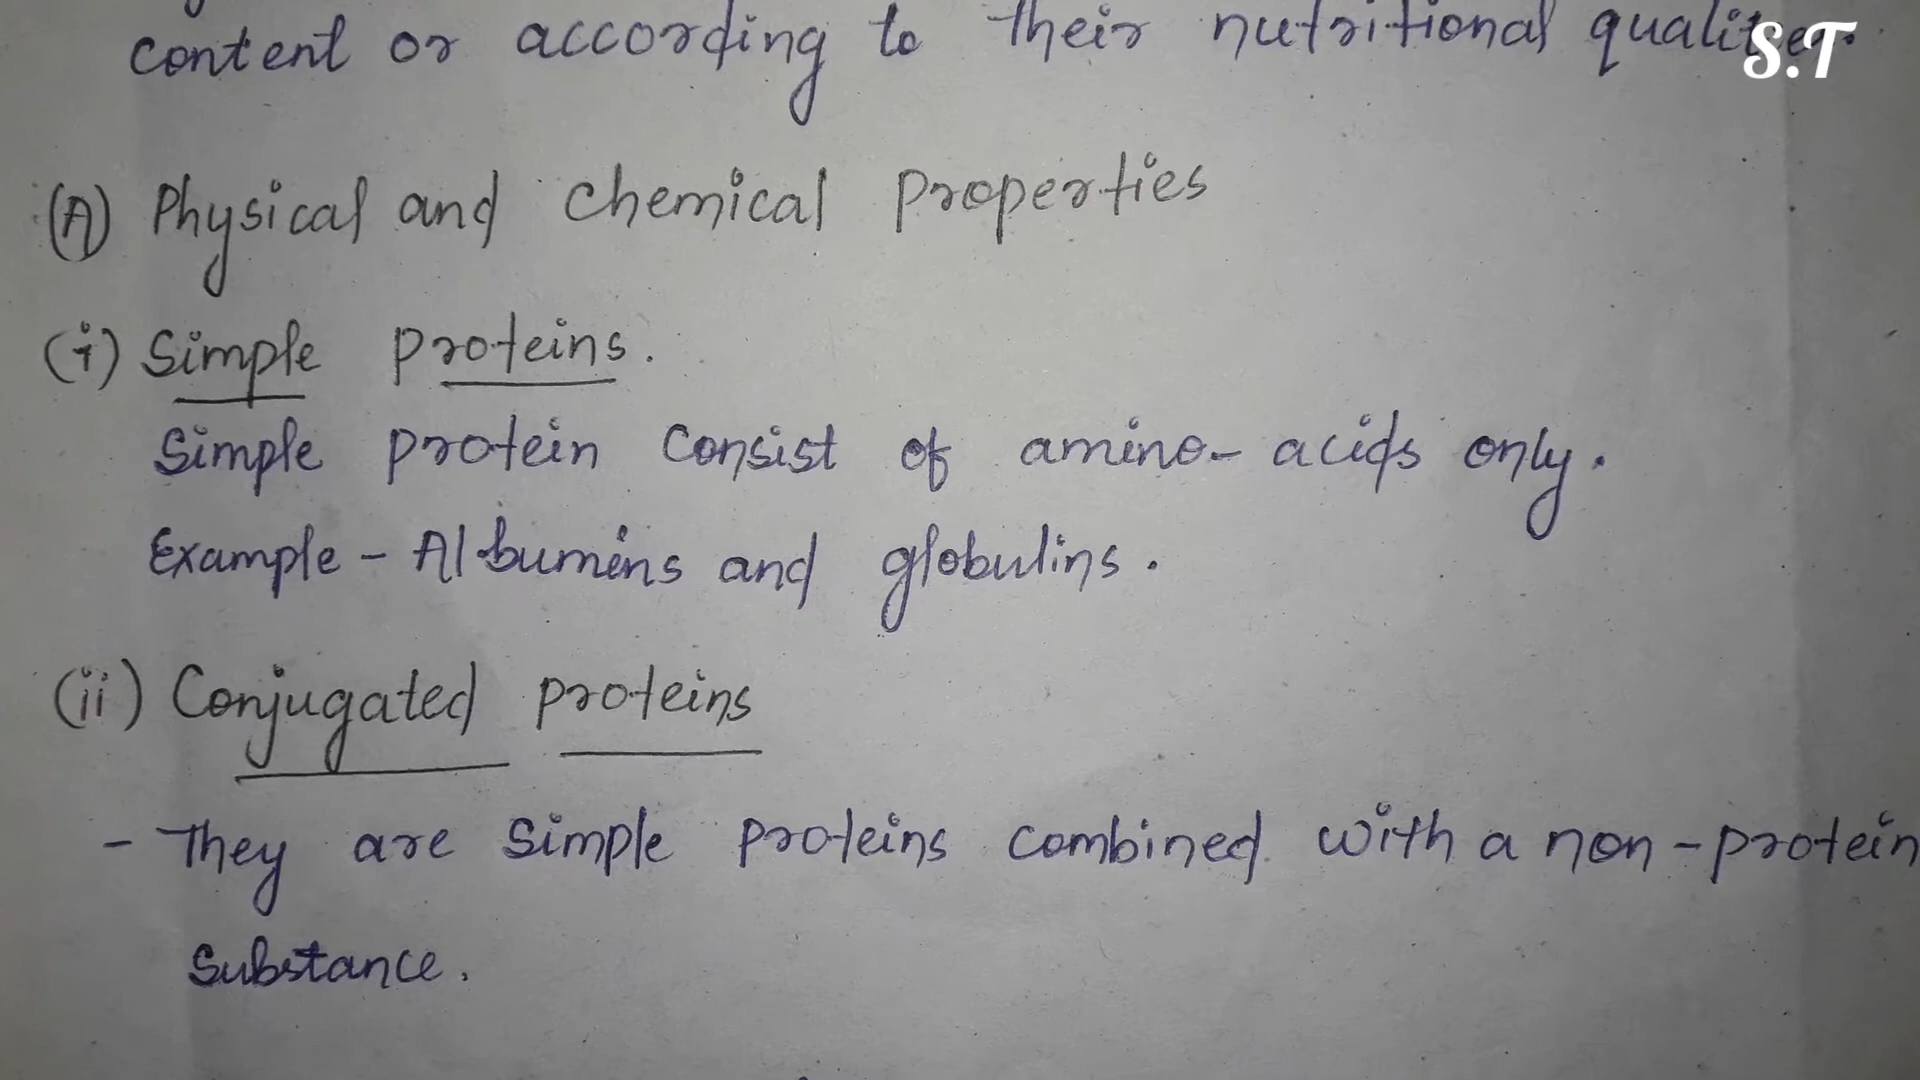 content or according to their nutritional qualities.
S.T
(A) Physical and chemical properties
(i) Simple proteins.
Simple protein consist of amino-acids only.
Example - Albumins and globulins.
(ii) Conjugated proteins
- They are simple proteins combined with a non-protein
substance.